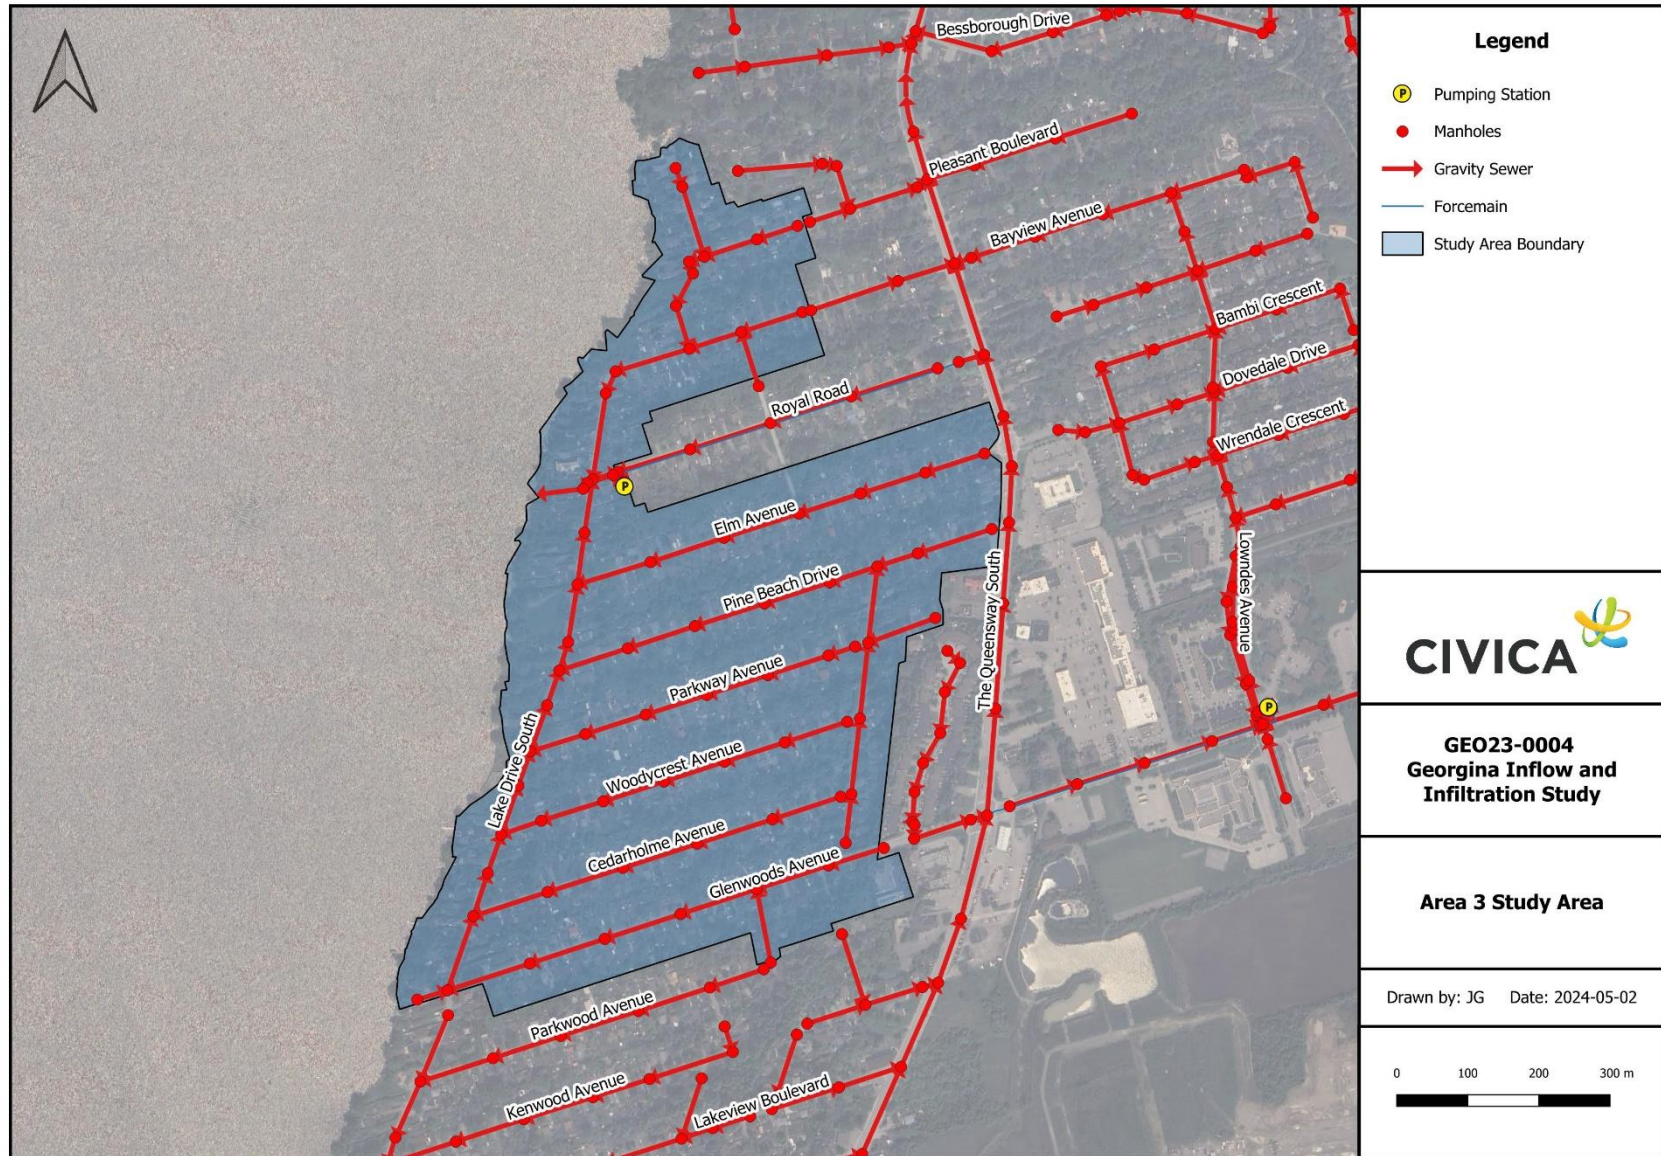 Bessborough Drive
Pleasant Boulevard
Bayview Avenue
Bambi Crescent
Dovedale Drive
Royal Road
Wrendale Crescent
Elm Avenue
Lowndes Avenue
Pine Beach Drive
The Queensway South
Parkway Avenue
Lake Drive South
Woodycrest Avenue
Cedarholme Avenue
Glenwoods Avenue
Parkwood Avenue
Kenwood Avenue
Lakeview Boulevard
P
P
Legend
P Pumping Station
Manholes
Gravity Sewer
Forcemain
Study Area Boundary
CIVICA
GEO23-0004
Georgina Inflow and
Infiltration Study
Area 3 Study Area
Drawn by: JG Date: 2024-05-02
0 100 200 300 m